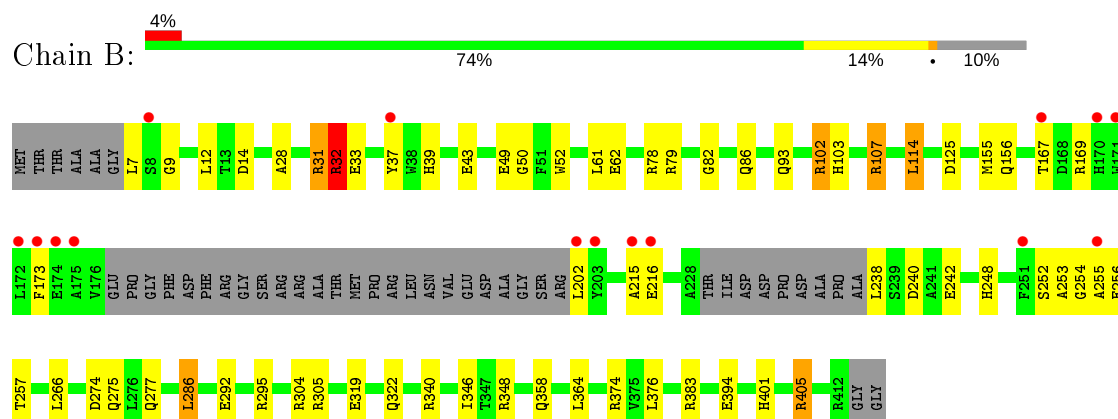 4%
Chain B:
74% 14% • 10%
MET THR THR ALA ALA GLY L7 S8 G9 L12 T13 D14 A28 R31 R32 E33 Y37 W38 H39 E43 E49 G50 F51 W52 L61 E62 R78 R79 G82 Q86 Q93 R102 H103 R107 L114 D125 M155 Q156 T167 D168 R169 H170 W171
L172 F173 E174 A175 V176 GLU PRO GLY PHE ASP PHE ARG GLY SER ARG ARG ALA THR MET PRO ARG LEU ASN VAL GLU ASP ALA GLY SER ARG L202 Y203 A215 E216 A228 THR ILE ASP ASP PRO ASP ALA PRO ALA L238 S239 D240 A241 E242 H248 F251 S252 A253 G254 A255 E256
T257 L266 D274 Q275 L276 Q277 L286 E292 R295 R304 R305 E319 Q322 R340 I346 T347 R348 Q358 L364 R374 V375 L376 R383 E394 H401 R405 R412 GLY GLY